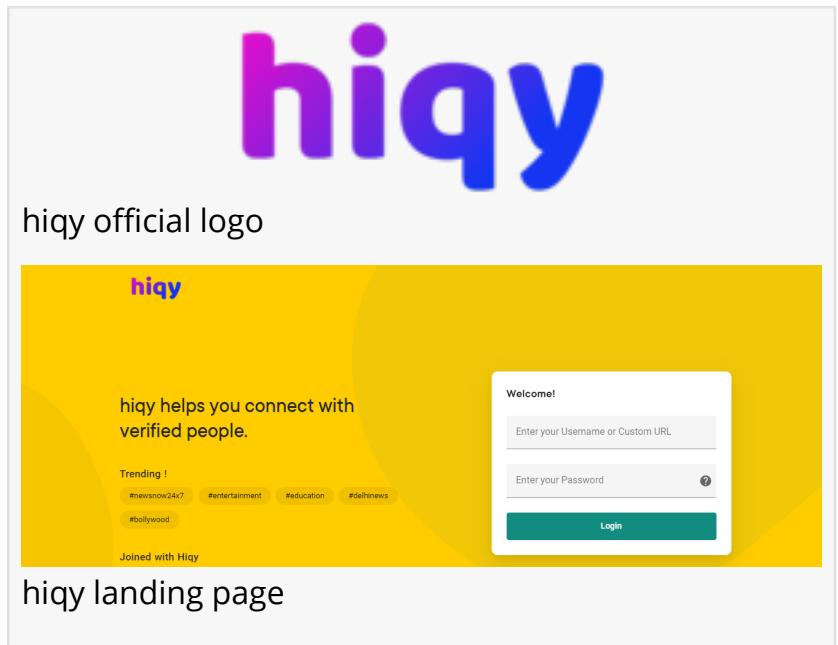 hiqy
hiqy official logo
hiqy
hiqy helps you connect with
verified people.
Trending !
#newsnow24x7 #entertainment #education #delhinews
#bollywood
Joined with Hiqy
Welcome!
Enter your Username or Custom URL
Enter your Password ?
Login
hiqy landing page